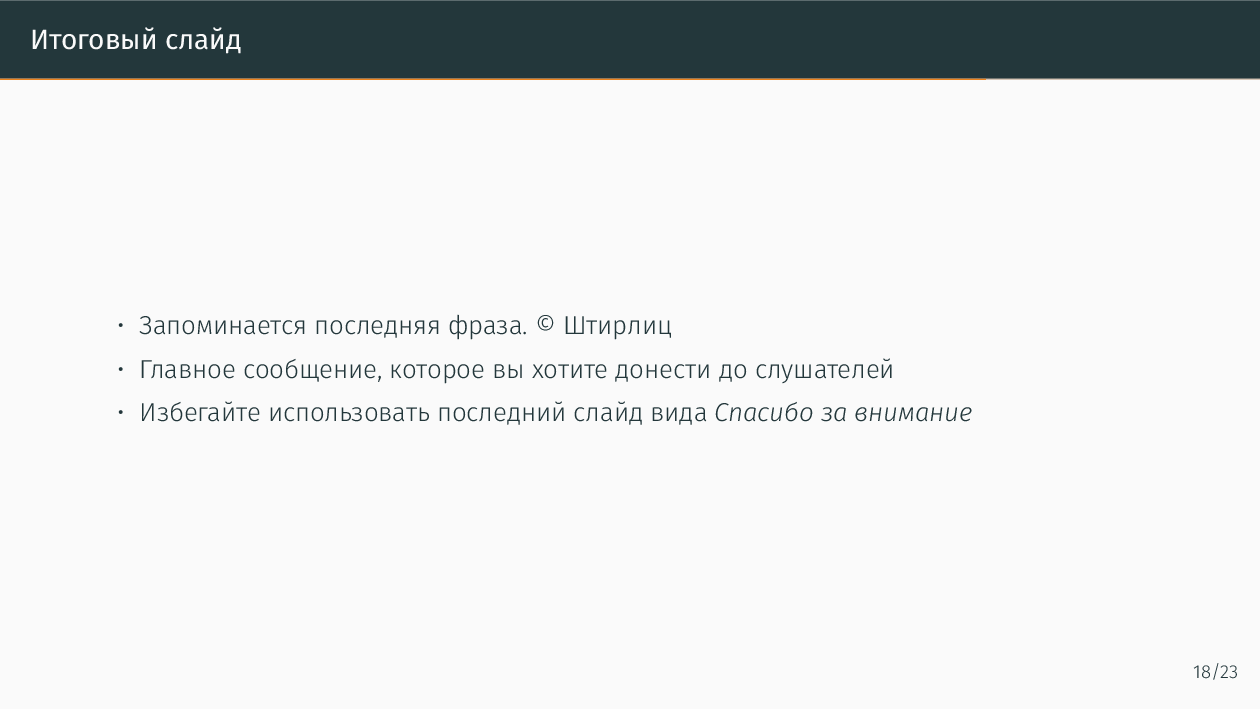 Итоговый слайд
• Запоминается последняя фраза. © Штирлиц
• Главное сообщение, которое вы хотите донести до слушателей
• Избегайте использовать последний слайд вида Спасибо за внимание
18/23